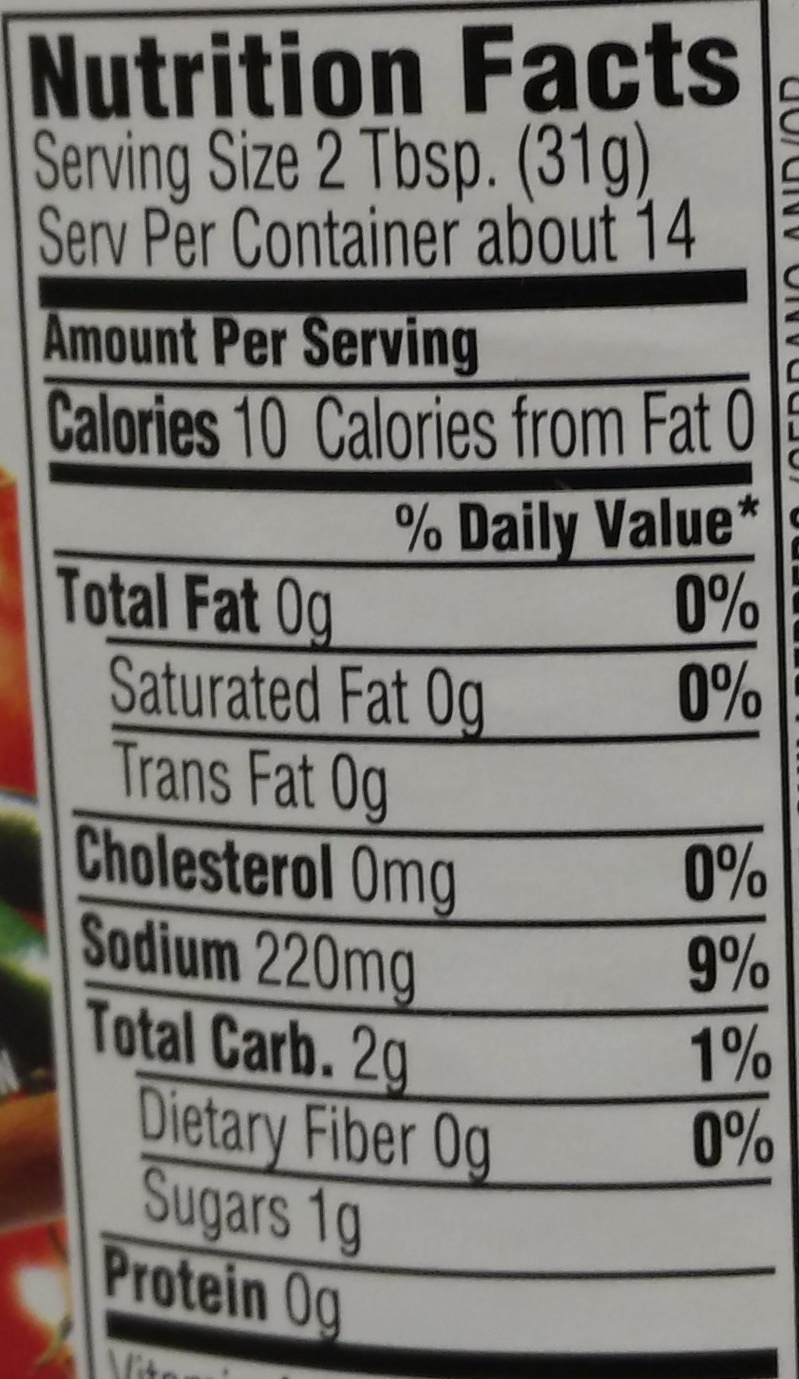 Nutrition Facts
Serving Size 2 Tbsp. (31g)
Serv Per Container about 14
Amount Per Serving
Calories 10 Calories from Fat 0
% Daily Value*
Total Fat 0g 0%
Saturated Fat 0g 0%
Trans Fat 0g
Cholesterol 0mg 0%
Sodium 220mg 9%
Total Carb. 2g 1%
Dietary Fiber 0g 0%
Sugars 1g
Protein 0g
AND/OR